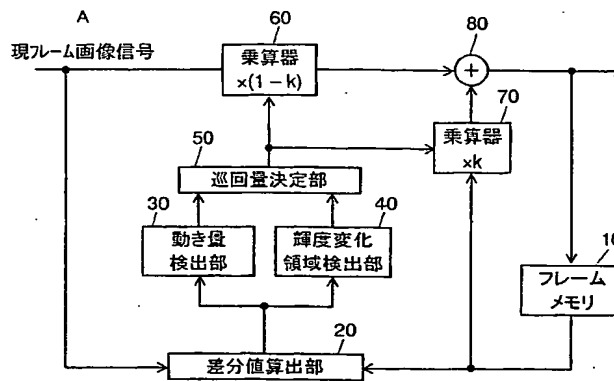 A
現フレーム画像信号
60
乗算器
×(1-k)
80
+
70
乗算器
×k
50
巡回量決定部
30
動き量
検出部
40
輝度変化
領域検出部
10
フレーム
メモリ
20
差分値算出部